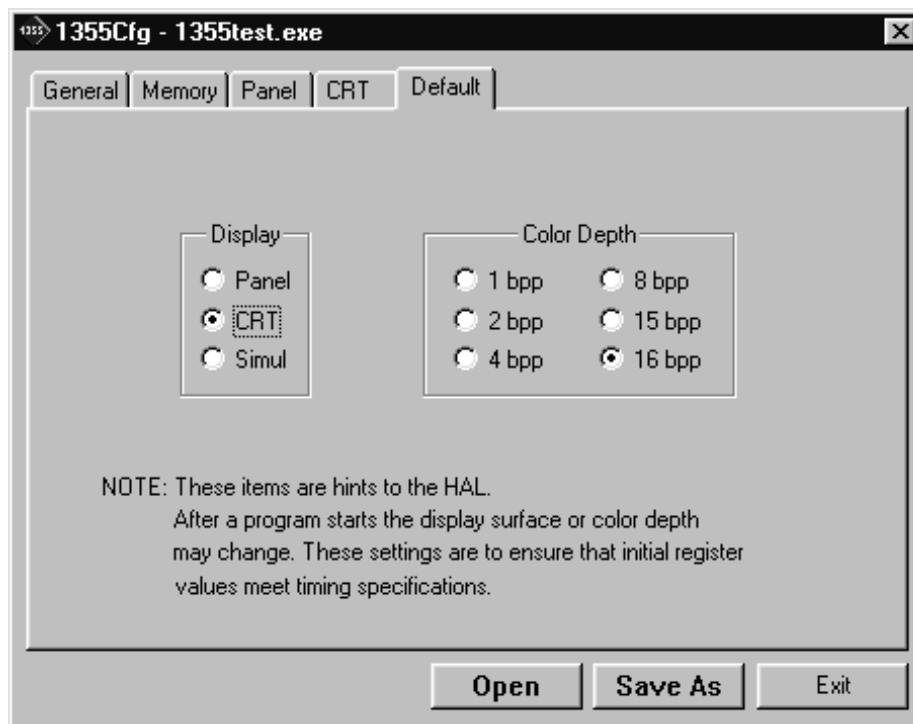 1355 1355Cfg - 1355test.exe
General Memory Panel CRT Default
Display Color Depth
Panel 1 bpp 8 bpp
CRT 2 bpp 15 bpp
Simul 4 bpp 16 bpp
NOTE: These items are hints to the HAL.
After a program starts the display surface or color depth
may change. These settings are to ensure that initial register
values meet timing specifications.
Open Save As Exit